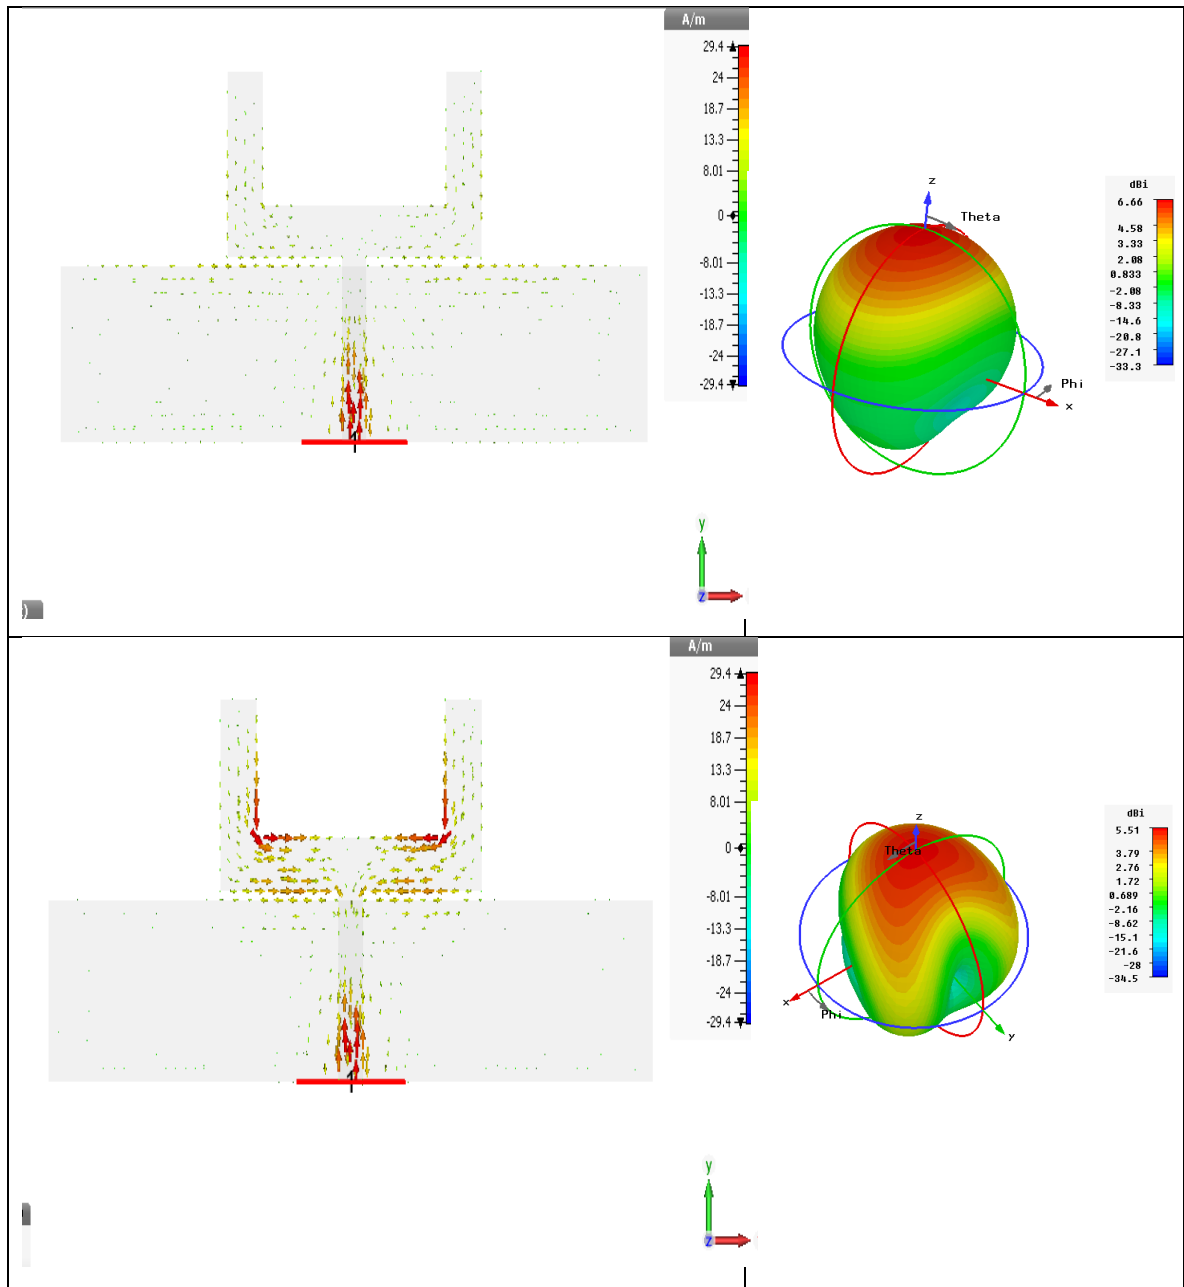 A/m
29.4
24
18.7
13.3
8.01
0
-8.01
-13.3
-18.7
-24
-29.4
1
y
z
)
z
Theta
Phi
x
dBi
6.66
4.58
3.33
2.08
0.833
-2.08
-8.33
-14.6
-20.8
-27.1
-33.3
A/m
29.4
24
18.7
13.3
8.01
0
-8.01
-13.3
-18.7
-24
-29.4
1
y
z
z
Theta
x
Phi
y
dBi
5.51
3.79
2.76
1.72
0.689
-2.16
-8.62
-15.1
-21.6
-28
-34.5